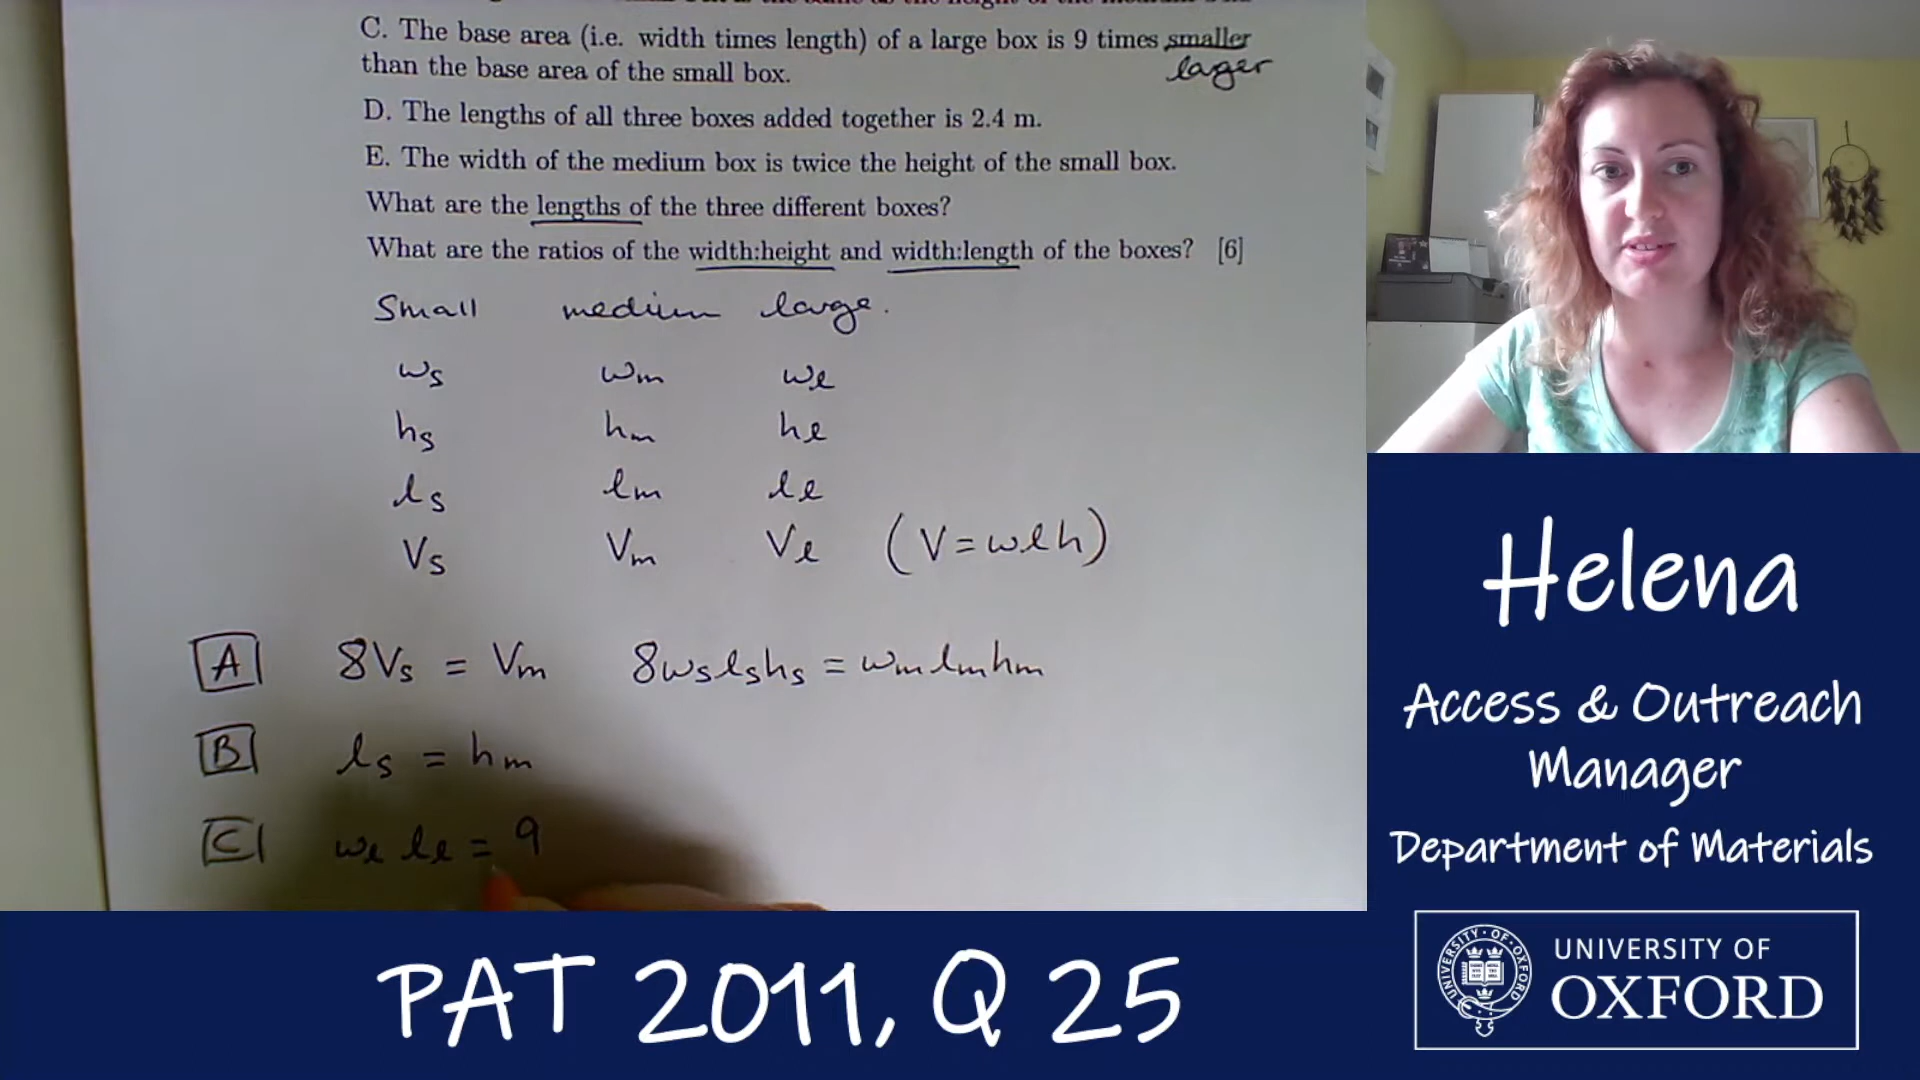 C. The base area (i.e. width times length) of a large box is 9 times smaller
lager
than the base area of the small box.
D. The lengths of all three boxes added together is 2.4 m.
E. The width of the medium box is twice the height of the small box.
What are the lengths of the three different boxes?
What are the ratios of the width:height and width:length of the boxes? [6]
Small medium large.
ws wm wl
hs hm hl
ls lm ll
Vs Vm Vl (V=wlh)
A 8Vs = Vm 8wslshs = wmlmhm
B ls = hm
C wl ll = 9
Helena
Access & Outreach
Manager
Department of Materials
UNIVERSITY OF
OXFORD
PAT 2011, Q 25